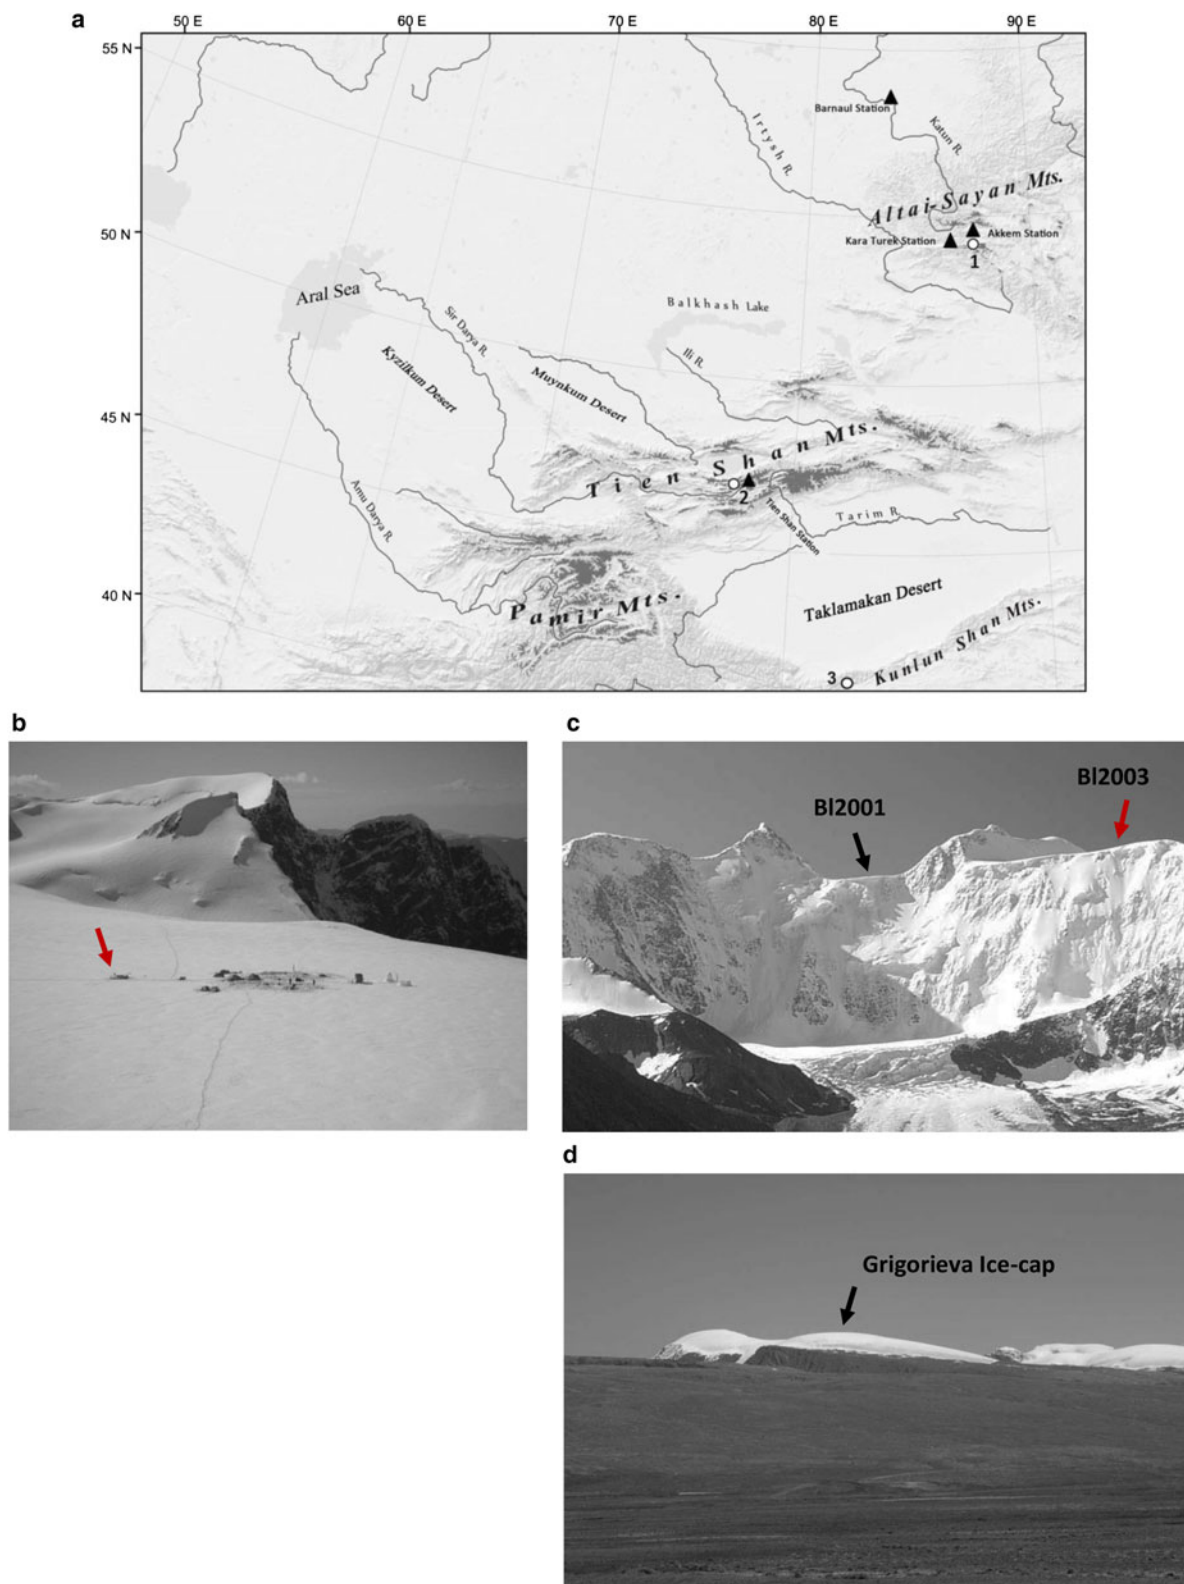 a
50 E 60 E 70 E 80 E 90 E
55 N
Barnaul Station
Irtysh R.
Katun R.
Altai-Sayan Mts.
50 N
Kara Turek Station
Akkem Station
1
Aral Sea
Balkhash Lake
Sir Darya R.
Kyzilkum Desert
Muynkum Desert
Ili R.
45 N
Tien Shan Mts.
2
Tien Shan Station
Amu Darya R.
Tarim R.
40 N
Pamir Mts.
Taklamakan Desert
Kunlun Shan Mts.
3
b
c
Bl2003
Bl2001
d
Grigorieva Ice-cap